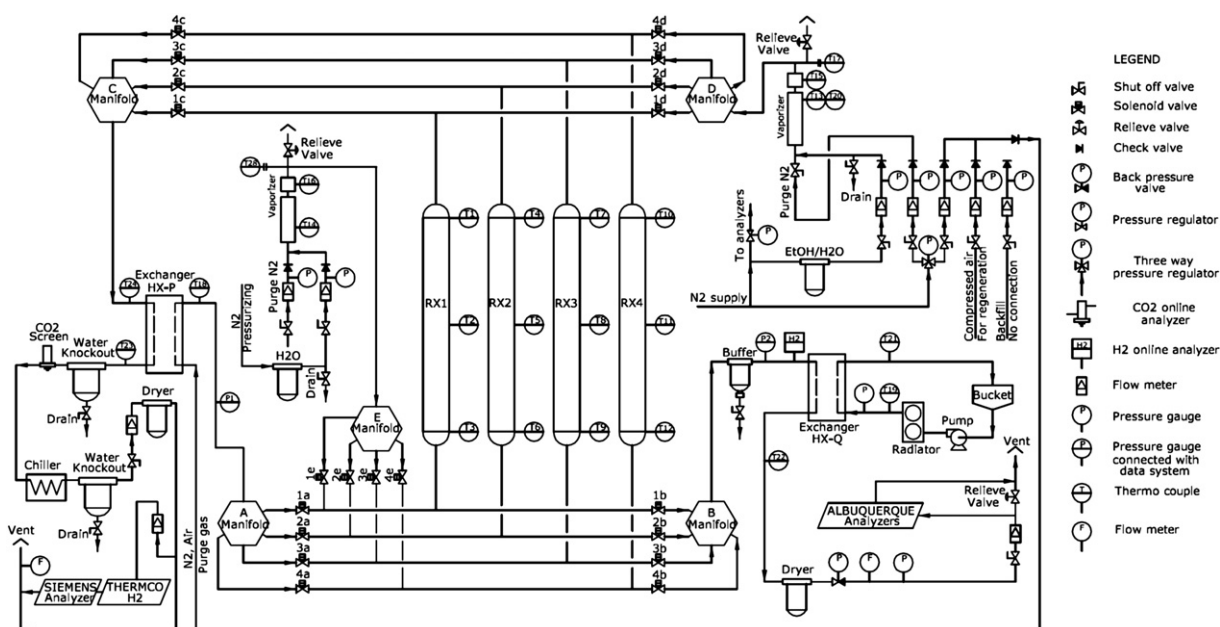 4c
4d
3c
3d
2c
2d
1c
1d
C
Manifold
D
Manifold
Relieve
Valve
T17
T15
T20
Vaporizer
Purge N2
Drain
P
P
P
P
P
To analyzers
P
P
EtOH/H2O
N2 supply
Compressed air
For regeneration
Backfill
No connection
Relieve
Valve
T28
T16
T14
Vaporizer
Purge N2
P
P
N2
Pressurizing
H2O
Drain
T1
T4
T7
T10
RX1
RX2
RX3
RX4
T2
T5
T8
T11
T3
T6
T9
T12
Exchanger
HX-P
T24
T18
CO2
Screen
Water
Knockout
Drain
Dryer
P1
Chiller
Water
Knockout
Drain
Vent
F
SIEMENS
Analyzer
THERMCO
H2
N2, Air
Purge gas
E
Manifold
1e
2e
3e
4e
A
Manifold
1a
2a
3a
4a
1b
2b
3b
4b
B
Manifold
Buffer
P2
H2
Exchanger
HX-Q
P
T19
Radiator
Pump
Bucket
T22
Vent
Relieve
Valve
ALBUQUERQUE
Analyzers
Dryer
P
F
P
LEGEND
Shut off valve
Solenoid valve
Relieve valve
Check valve
P
Back pressure
valve
P
Pressure regulator
P
Three way
pressure regulator
CO2 online
analyzer
H2
H2 online analyzer
Flow meter
P
Pressure gauge
P
Pressure gauge
connected with
data system
T
Thermo couple
F
Flow meter